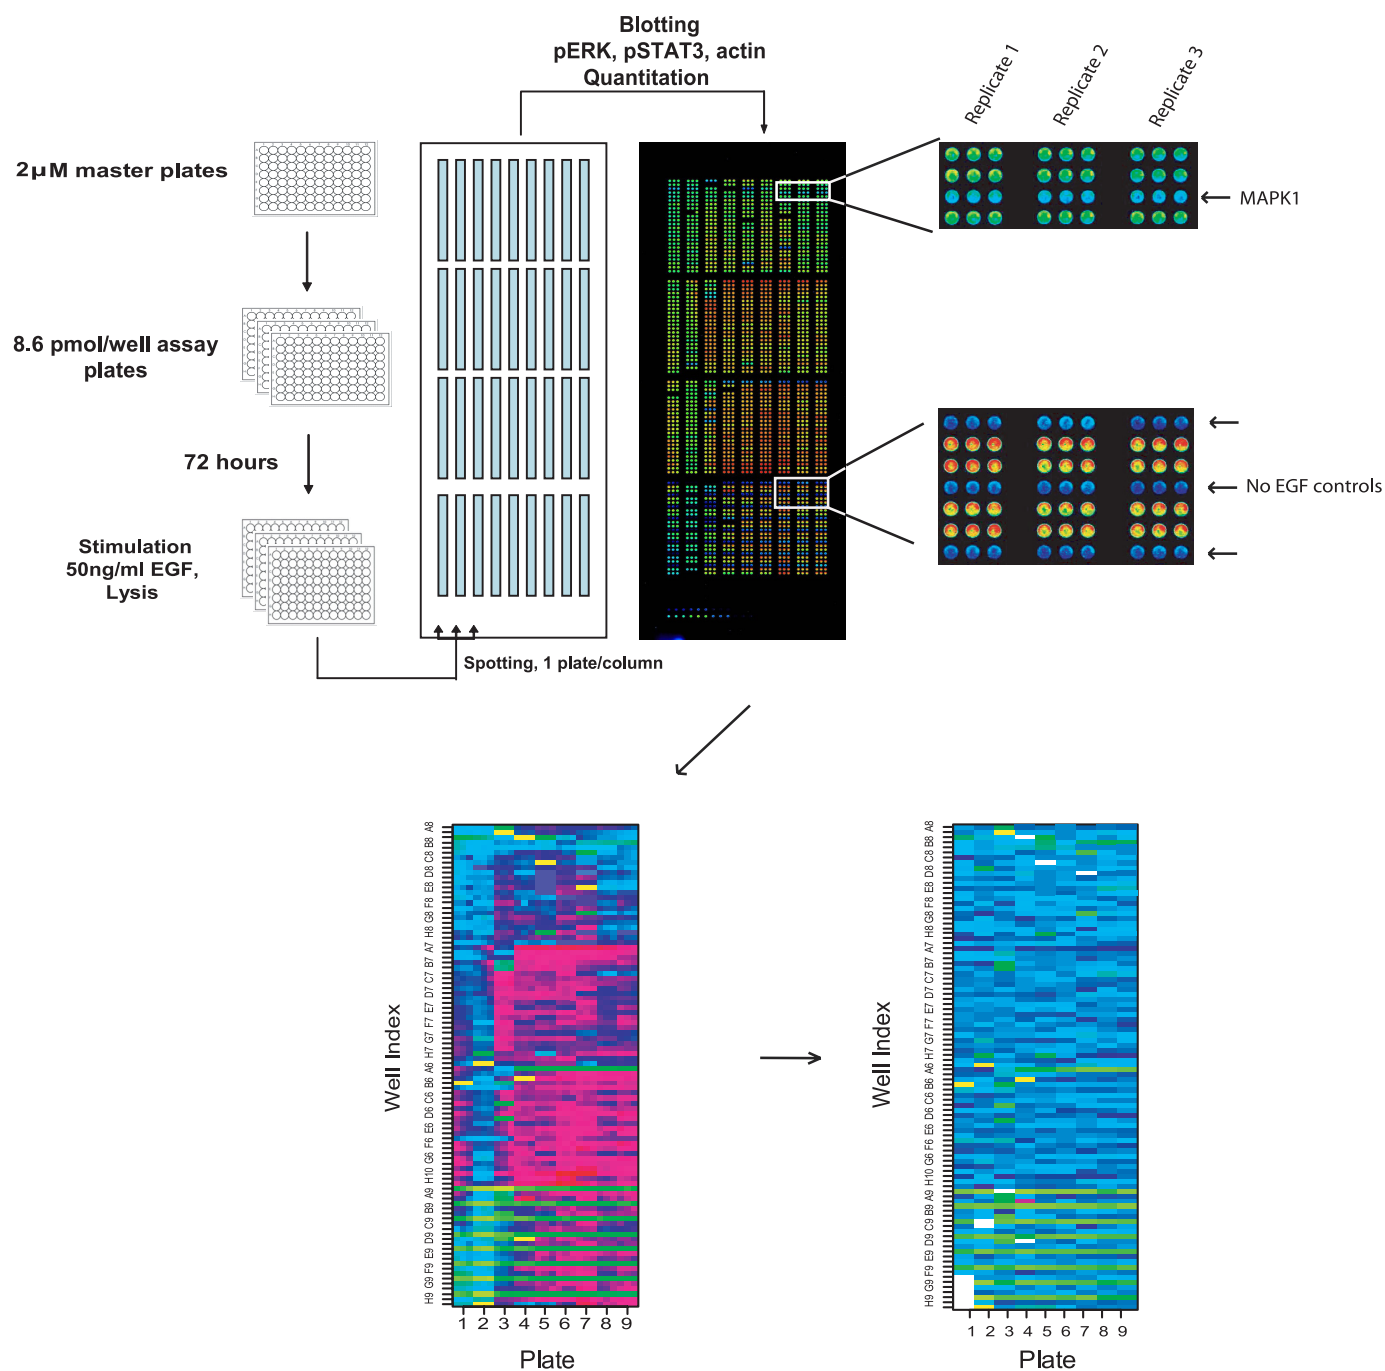 Blotting
pERK, pSTAT3, actin
Quantitation
Replicate 1
Replicate 2
Replicate 3
2µM master plates
MAPK1
8.6 pmol/well assay
plates
72 hours
No EGF controls
Stimulation
50ng/ml EGF,
Lysis
Spotting, 1 plate/column
Well Index
A8
B8
C8
D8
E8
F8
G8
H8
A7
B7
C7
D7
E7
F7
G7
H7
A6
B6
C6
D6
E6
F6
G6
H10
A9
B9
C9
D9
E9
F9
G9
H9
1 2 3 4 5 6 7 8 9
Plate
Well Index
A8
B8
C8
D8
E8
F8
G8
H8
A7
B7
C7
D7
E7
F7
G7
H7
A6
B6
C6
D6
E6
F6
G6
H10
A9
B9
C9
D9
E9
F9
G9
H9
1 2 3 4 5 6 7 8 9
Plate